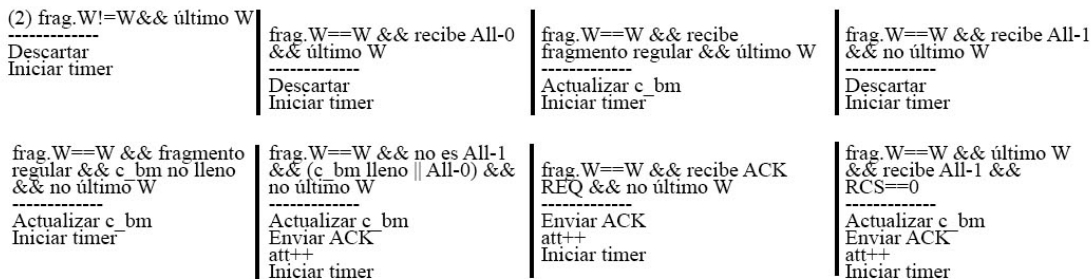 (2) frag.W!=W&& último W
-------------
Descartar
Iniciar timer
frag.W==W && recibe All-0
&& último W
-------------
Descartar
Iniciar timer
frag.W==W && recibe
fragmento regular && último W
-------------
Actualizar c_bm
Iniciar timer
frag.W==W && recibe All-1
&& no último W
-------------
Descartar
Iniciar timer
frag.W==W && fragmento
regular && c_bm no lleno
&& no último W
-------------
Actualizar c_bm
Iniciar timer
frag.W==W && no es All-1
&& (c_bm lleno || All-0) &&
no último W
-------------
Actualizar c_bm
Enviar ACK
att++
Iniciar timer
frag.W==W && recibe ACK
REQ && no último W
-------------
Enviar ACK
att++
Iniciar timer
frag.W==W && último W
&& recibe All-1 &&
RCS==0
-------------
Actualizar c_bm
Enviar ACK
att++
Iniciar timer